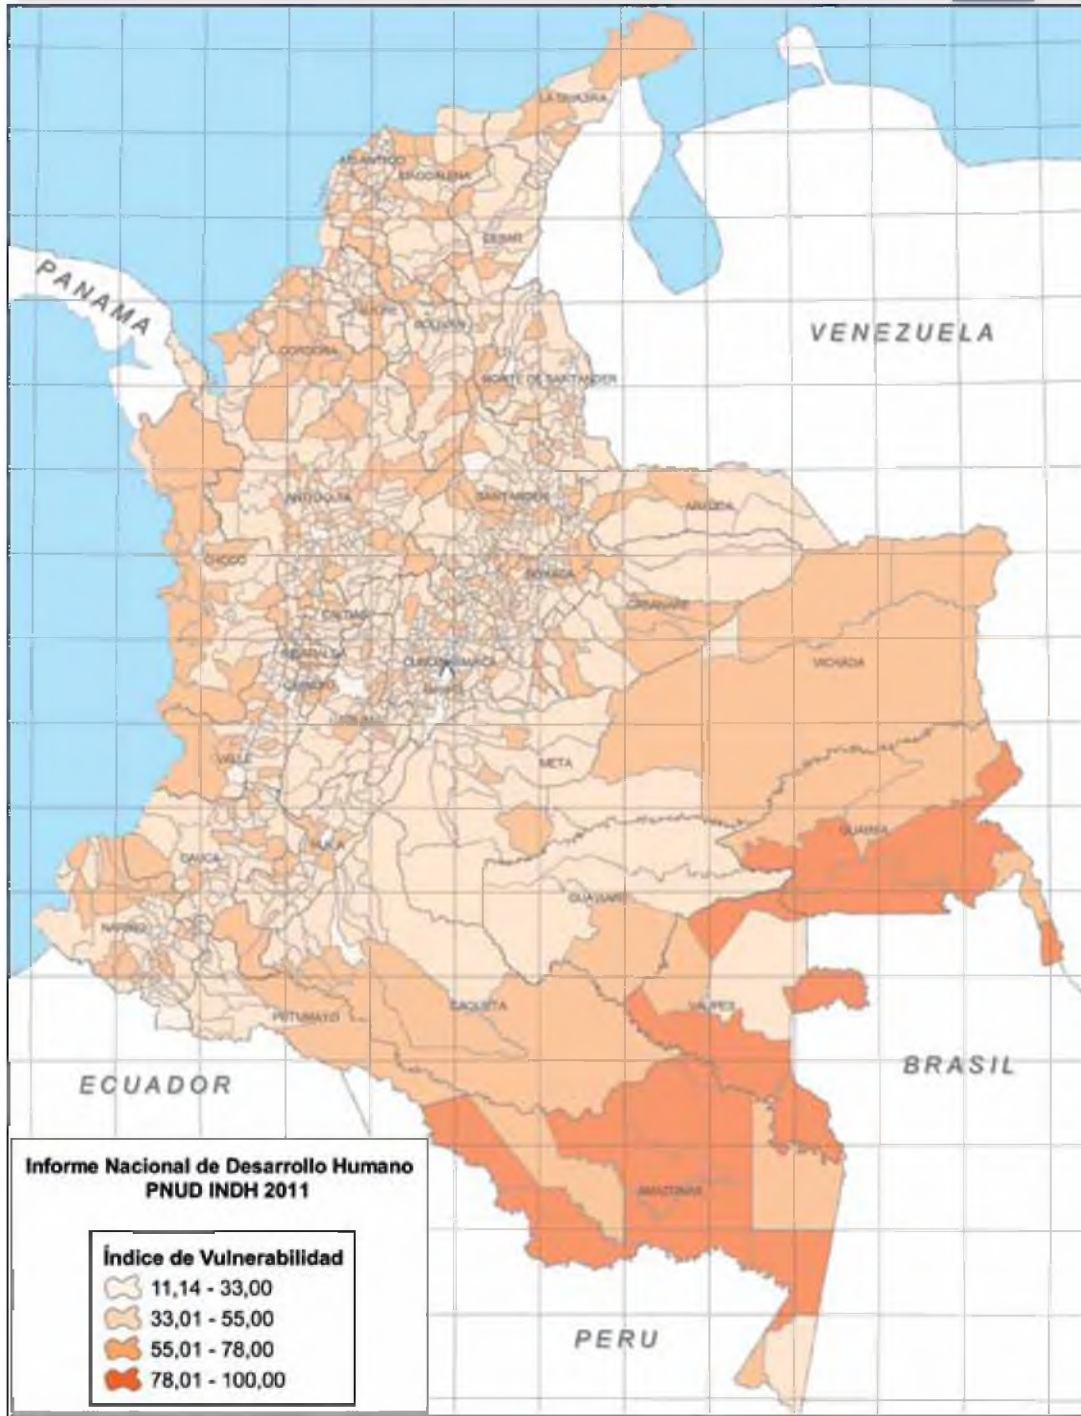 LA GUAJIRA
ATLANTICO
MAGDALENA
CESAR
PANAMA
SUCRE
BOLIVAR
VENEZUELA
CORDOBA
NORTE DE SANTANDER
ANTIOQUIA
SANTANDER
ARAUCA
CHOCO
BOYACA
CALDAS
CASANARE
RISARALDA
CUNDINAMARCA
VICHADA
QUINDIO
TOLIMA
VALLE
META
GUAINIA
HUILA
CAUCA
GUAVIARE
NARIÑO
CAQUETA
VAUPES
PUTUMAYO
BRASIL
ECUADOR
AMAZONAS
PERU
Informe Nacional de Desarrollo Humano
PNUD INDH 2011
Índice de Vulnerabilidad
11,14 - 33,00
33,01 - 55,00
55,01 - 78,00
78,01 - 100,00